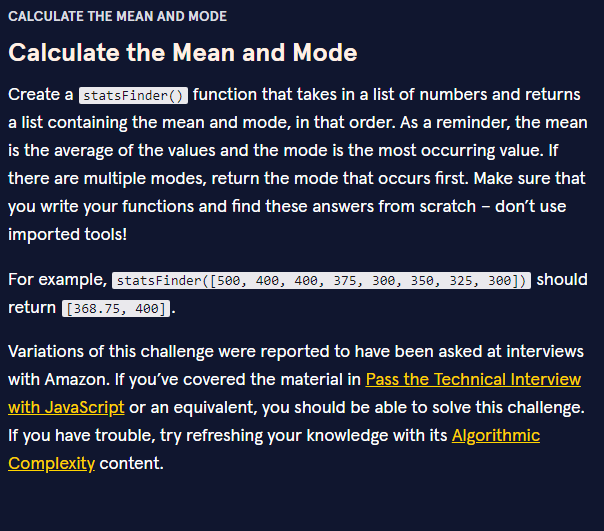 CALCULATE THE MEAN AND MODE
Calculate the Mean and Mode
Create a statsFinder() function that takes in a list of numbers and returns
a list containing the mean and mode, in that order. As a reminder, the mean
is the average of the values and the mode is the most occurring value. If
there are multiple modes, return the mode that occurs first. Make sure that
you write your functions and find these answers from scratch – don’t use
imported tools!
For example, statsFinder([500, 400, 400, 375, 300, 350, 325, 300]) should
return [368.75, 400].
Variations of this challenge were reported to have been asked at interviews
with Amazon. If you’ve covered the material in Pass the Technical Interview
with JavaScript or an equivalent, you should be able to solve this challenge.
If you have trouble, try refreshing your knowledge with its Algorithmic
Complexity content.